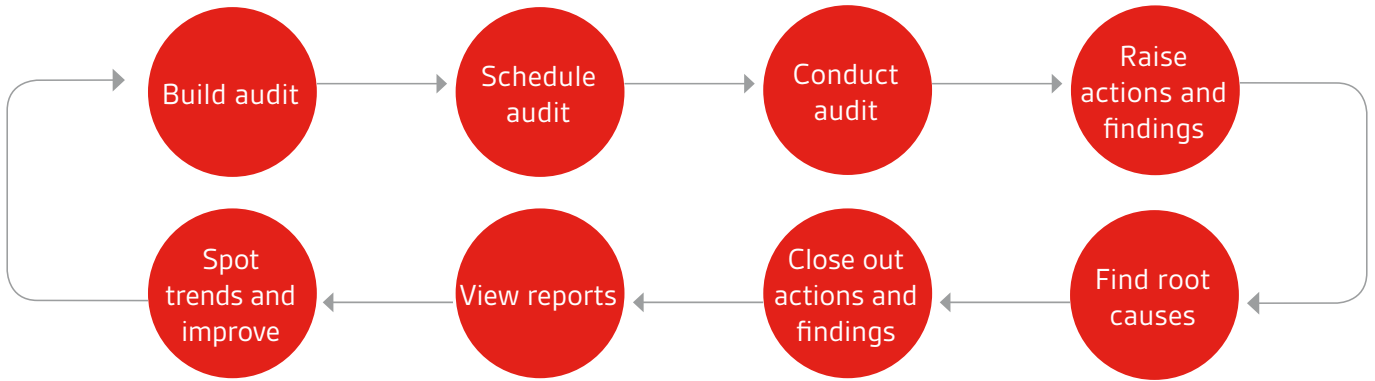 Build audit
Schedule
audit
Conduct
audit
Raise
actions and
findings
Find root
causes
Close out
actions and
findings
View reports
Spot
trends and
improve